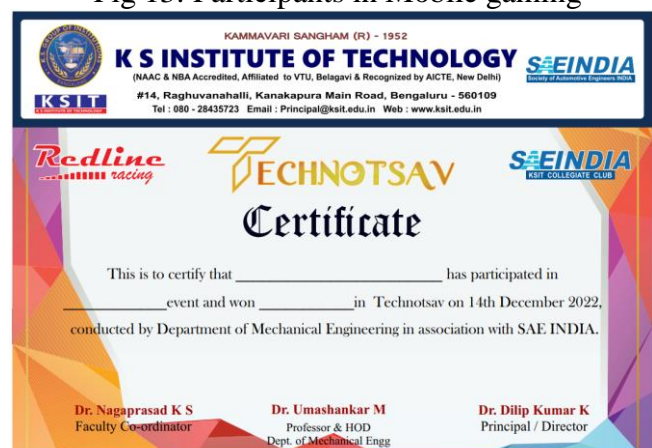 Fig 15: Participants in Mobile gaming
KAMMAVARI SANGHAM (R) - 1952
K S INSTITUTE OF TECHNOLOGY
(NAAC & NBA Accredited, Affiliated to VTU, Belagavi & Recognized by AICTE, New Delhi)
#14, Raghuvanahalli, Kanakapura Main Road, Bengaluru - 560109
Tel : 080 - 28435723 Email : Principal@ksit.edu.in Web : www.ksit.edu.in
KSIT
SAEINDIA
Society of Automotive Engineers INDIA
Redline
racing
TECHNOTSAV
SAEINDIA
KSIT COLLEGIATE CLUB
Certificate
This is to certify that ______________________ has participated in
___________event and won __________in Technotsav on 14th December 2022,
conducted by Department of Mechanical Engineering in association with SAE INDIA.
Dr. Nagaprasad K S
Faculty Co-ordinator
Dr. Umashankar M
Professor & HOD
Dept. of Mechanical Engg
Dr. Dilip Kumar K
Principal / Director